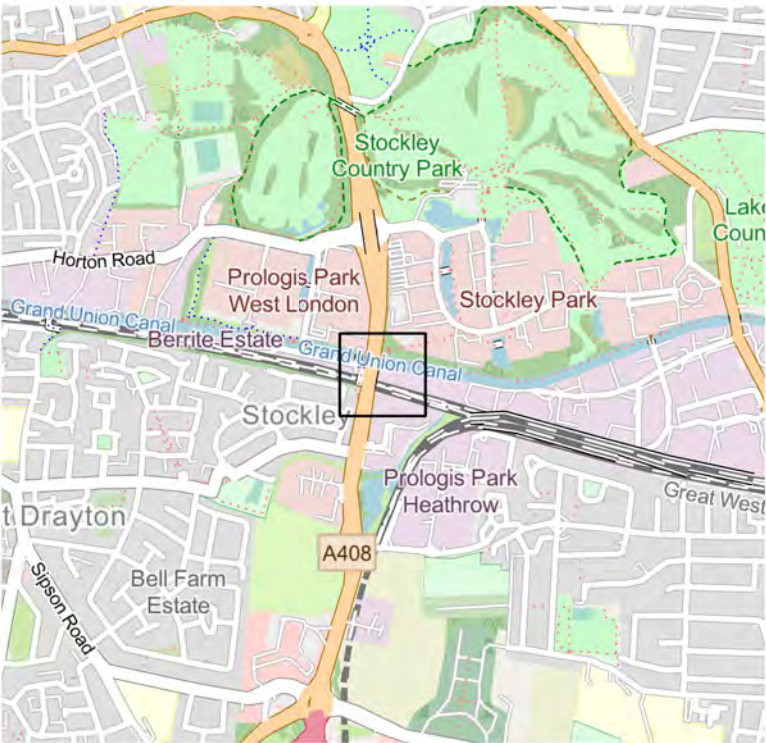 Stockley
Country Park
Lake
Coun
Horton Road
Prologis Park
West London
Stockley Park
Grand Union Canal
Berrite Estate
Grand Union Canal
Stockley
Prologis Park
Heathrow
Great West
t Drayton
A408
Bell Farm
Estate
Sipson Road